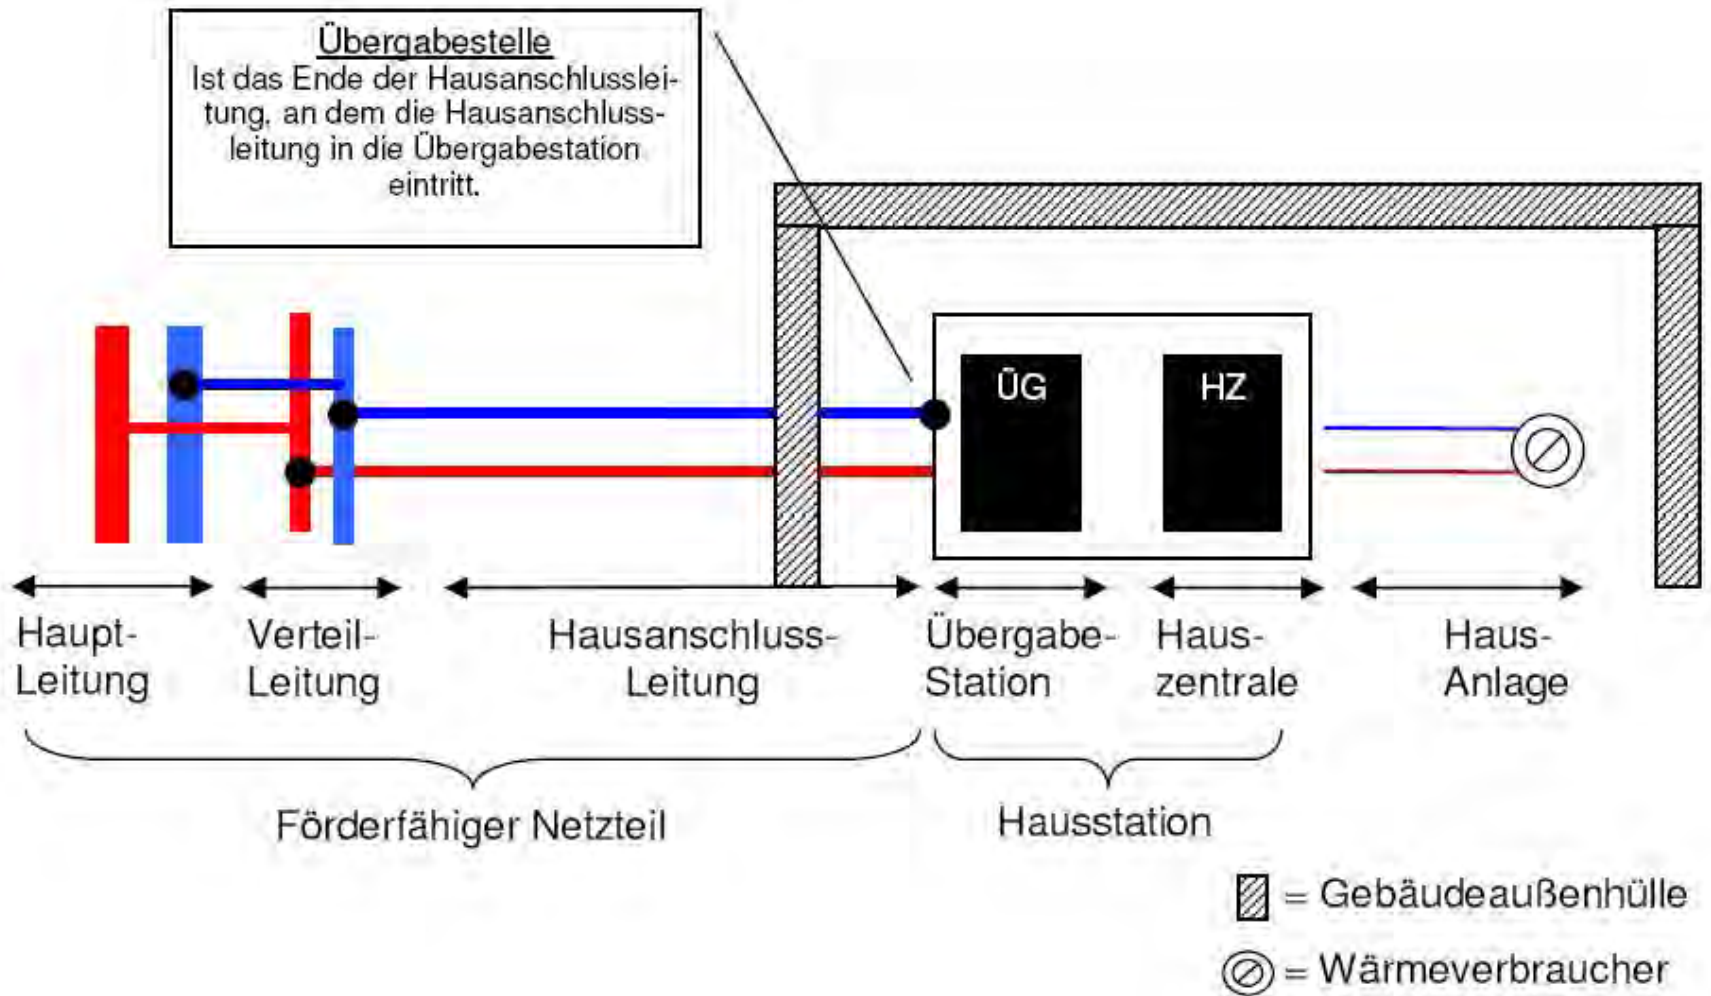 Übergabestelle
Ist das Ende der Hausanschlusslei-
tung, an dem die Hausanschluss-
leitung in die Übergabestation
eintritt.
ÜG
HZ
Haupt-
Leitung
Verteil-
Leitung
Hausanschluss-
Leitung
Übergabe-
Station
Haus-
zentrale
Haus-
Anlage
Förderfähiger Netzteil
Hausstation
= Gebäudeaußenhülle
= Wärmeverbraucher